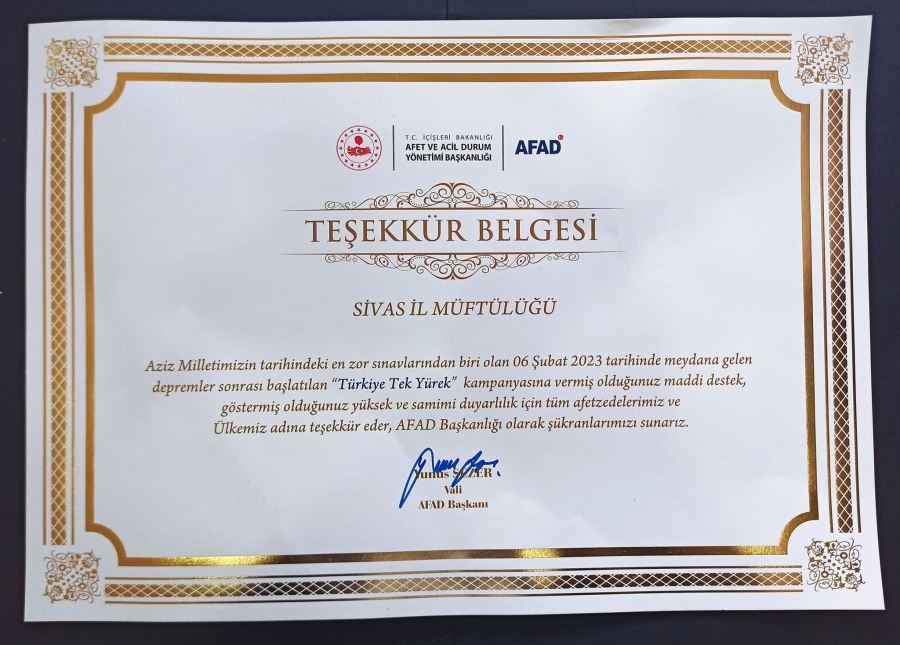 T.C. İÇİŞLERİ BAKANLIĞI
AFET VE ACİL DURUM
YÖNETİMİ BAŞKANLIĞI
AFAD
TEŞEKKÜR BELGESİ
SİVAS İL MÜFTÜLÜĞÜ
Aziz Milletimizin tarihindeki en zor sınavlarından biri olan 06 Şubat 2023 tarihinde meydana gelen
depremler sonrası başlatılan “Türkiye Tek Yürek” kampanyasına vermiş olduğunuz maddi destek,
göstermiş olduğunuz yüksek ve samimi duyarlılık için tüm afetzedelerimiz ve
Ülkemiz adına teşekkür eder, AFAD Başkanlığı olarak şükranlarımızı sunarız.
Yunus SEZER
Vali
AFAD Başkanı